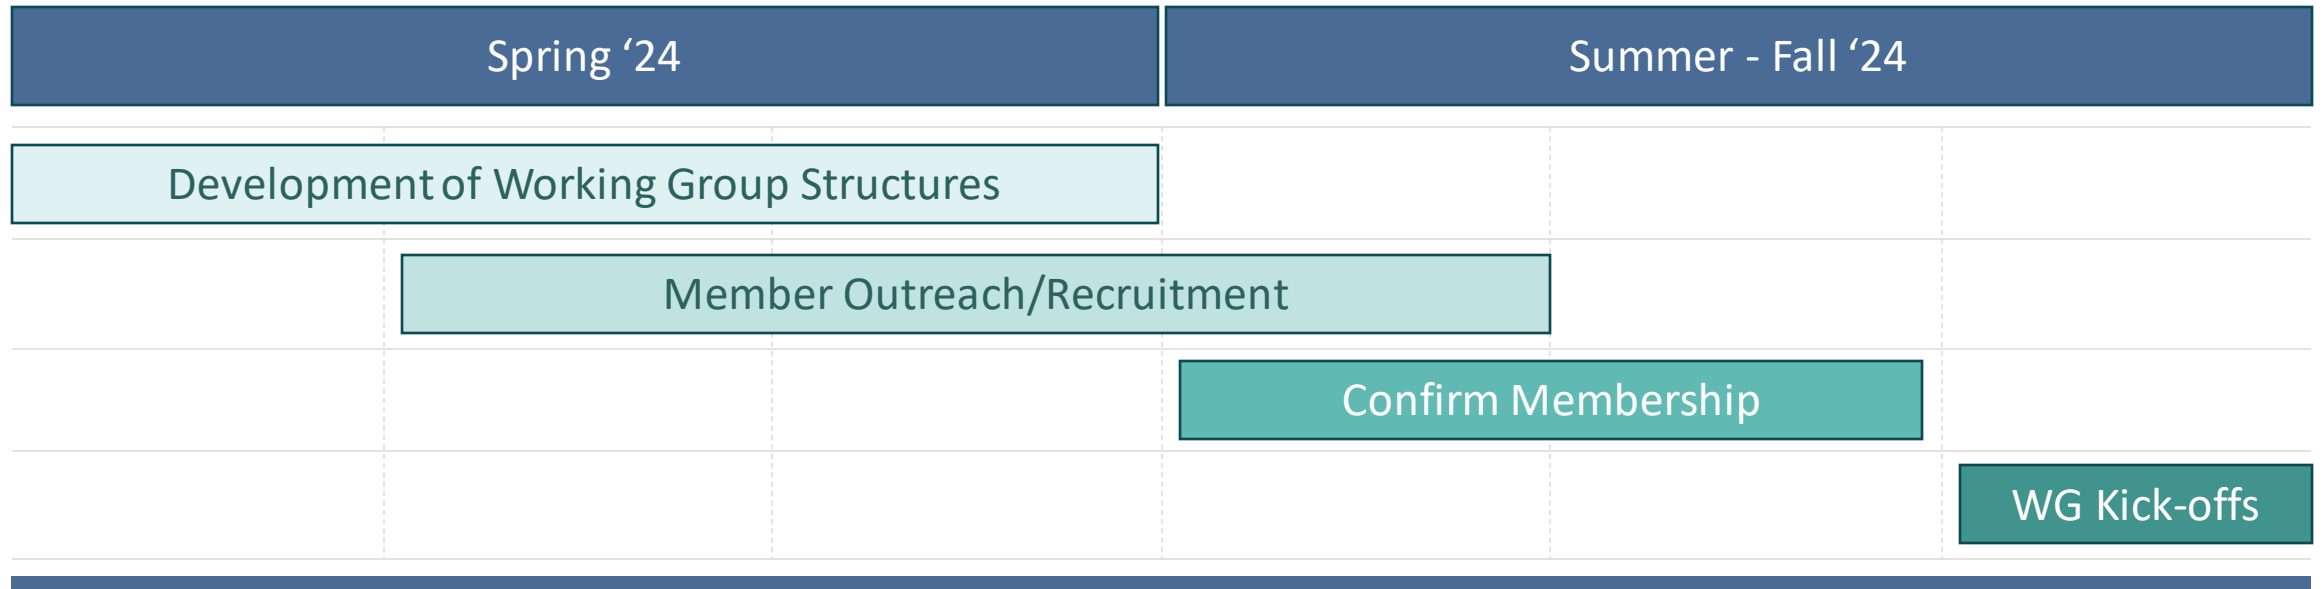 Spring ‘24
Summer - Fall ‘24
Development of Working Group Structures
Member Outreach/Recruitment
Confirm Membership
WG Kick-offs